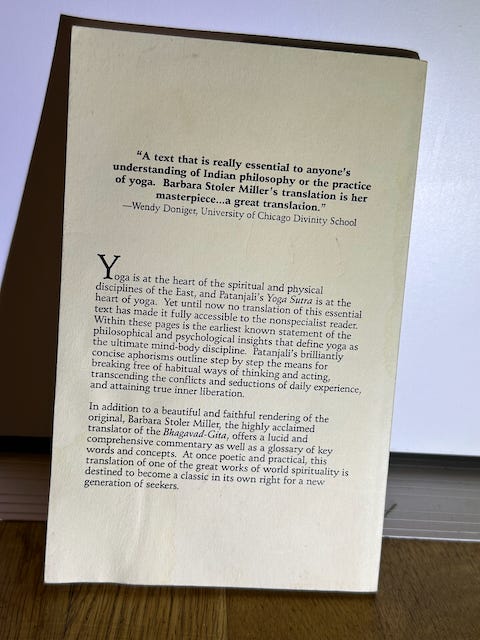 “A text that is really essential to anyone’s
understanding of Indian philosophy or the practice
of yoga. Barbara Stoler Miller’s translation is her
masterpiece...a great translation.”
—Wendy Doniger, University of Chicago Divinity School
Yoga is at the heart of the spiritual and physical
disciplines of the East, and Patanjali’s Yoga Sutra is at the
heart of yoga. Yet until now no translation of this essential
text has made it fully accessible to the nonspecialist reader.
Within these pages is the earliest known statement of the
philosophical and psychological insights that define yoga as
the ultimate mind-body discipline. Patanjali’s brilliantly
concise aphorisms outline step by step the means for
breaking free of habitual ways of thinking and acting,
transcending the conflicts and seductions of daily experience,
and attaining true inner liberation.
In addition to a beautiful and faithful rendering of the
original, Barbara Stoler Miller, the highly acclaimed
translator of the Bhagavad-Gita, offers a lucid and
comprehensive commentary as well as a glossary of key
words and concepts. At once poetic and practical, this
translation of one of the great works of world spirituality is
destined to become a classic in its own right for a new
generation of seekers.